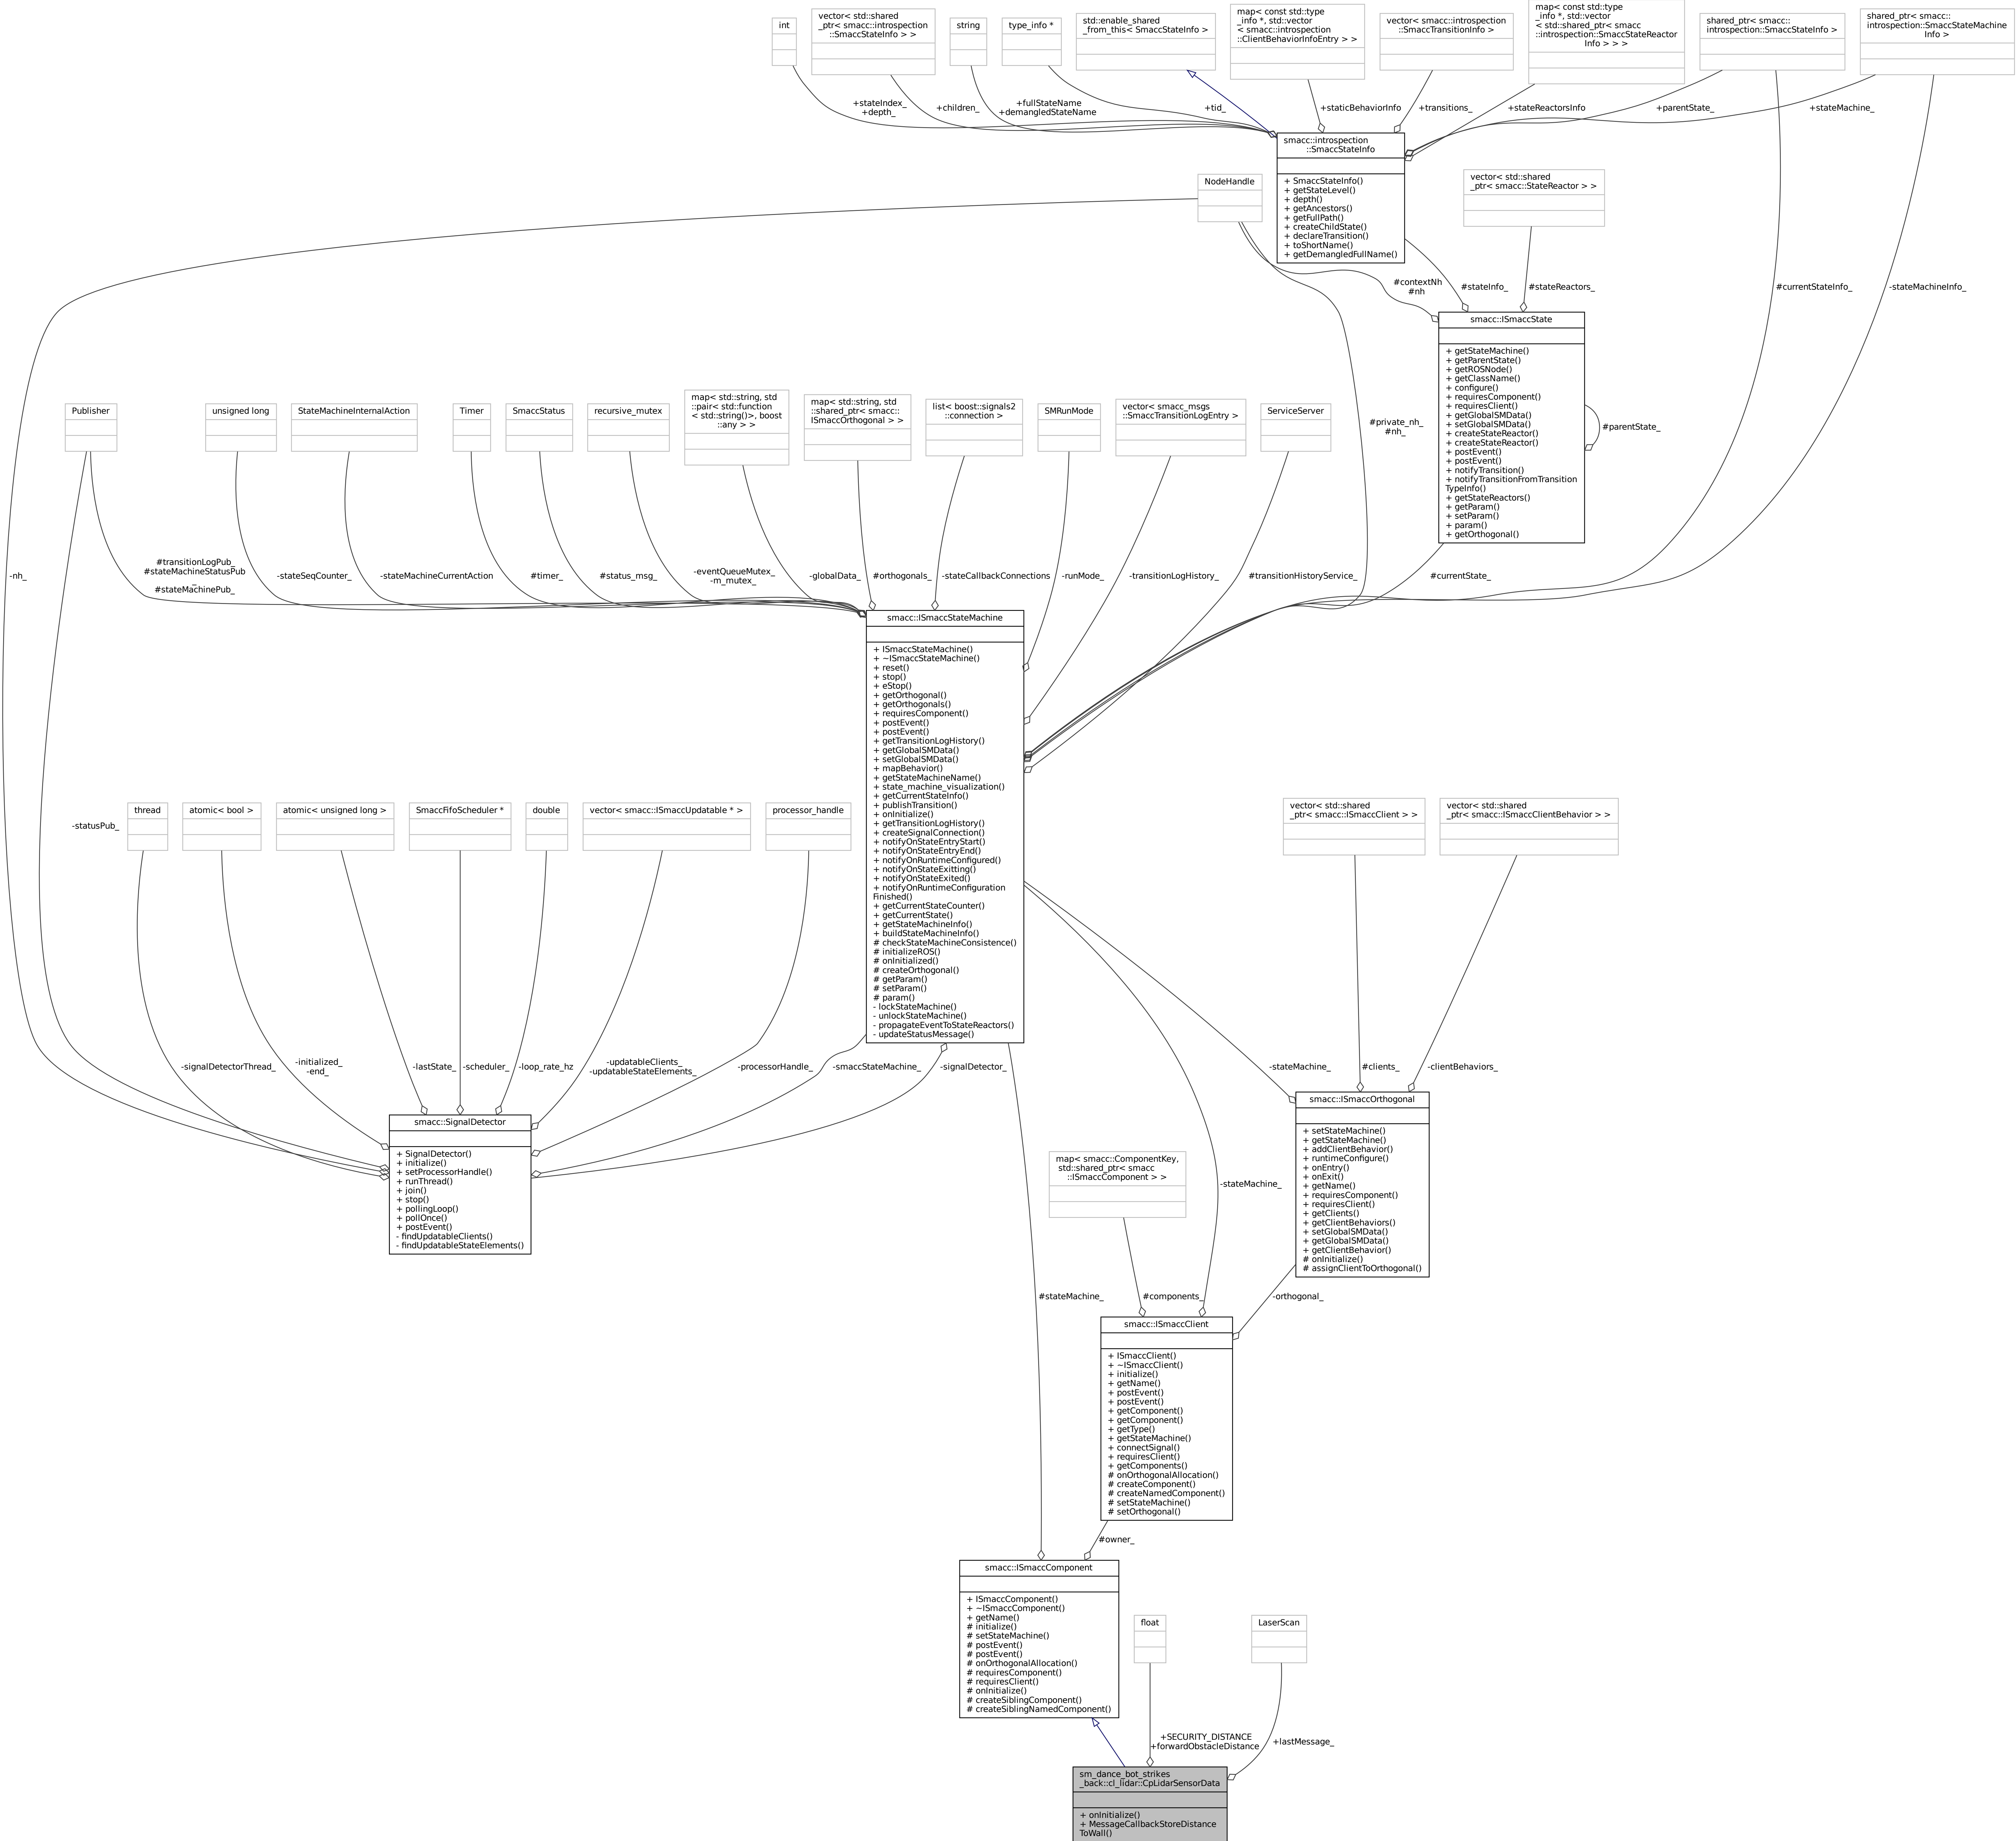 int
vector< std::shared
_ptr< smacc::introspection
::SmaccStateInfo > >
string
type_info *
std::enable_shared
_from_this< SmaccStateInfo >
map< const std::type
_info *, std::vector
< smacc::introspection
::ClientBehaviorInfoEntry > >
vector< smacc::introspection
::SmaccTransitionInfo >
map< const std::type
_info *, std::vector
< std::shared_ptr< smacc
::introspection::SmaccStateReactor
Info > > >
shared_ptr< smacc::
introspection::SmaccStateInfo >
shared_ptr< smacc::
introspection::SmaccStateMachine
Info >
+stateIndex_
+depth_
+children_
+fullStateName
+demangledStateName
+tid_
+staticBehaviorInfo
+transitions_
+stateReactorsInfo
+parentState_
+stateMachine_
smacc::introspection
::SmaccStateInfo
+ SmaccStateInfo()
+ getStateLevel()
+ depth()
+ getAncestors()
+ getFullPath()
+ createChildState()
+ declareTransition()
+ toShortName()
+ getDemangledFullName()
NodeHandle
vector< std::shared
_ptr< smacc::StateReactor > >
#contextNh
#nh
#stateInfo_
#stateReactors_
#currentStateInfo_
-stateMachineInfo_
smacc::ISmaccState
+ getStateMachine()
+ getParentState()
+ getROSNode()
+ getClassName()
+ configure()
+ requiresComponent()
+ requiresClient()
+ getGlobalSMData()
+ setGlobalSMData()
+ createStateReactor()
+ createStateReactor()
+ postEvent()
+ postEvent()
+ notifyTransition()
+ notifyTransitionFromTransition
TypeInfo()
+ getStateReactors()
+ getParam()
+ setParam()
+ param()
+ getOrthogonal()
#parentState_
Publisher
unsigned long
StateMachineInternalAction
Timer
SmaccStatus
recursive_mutex
map< std::string, std
::pair< std::function
< std::string()>, boost
::any > >
map< std::string, std
::shared_ptr< smacc::
ISmaccOrthogonal > >
list< boost::signals2
::connection >
SMRunMode
vector< smacc_msgs
::SmaccTransitionLogEntry >
ServiceServer
#private_nh_
#nh_
-nh_
#transitionLogPub_
#stateMachineStatusPub
_
#stateMachinePub_
-stateSeqCounter_
-stateMachineCurrentAction
#timer_
#status_msg_
-eventQueueMutex_
-m_mutex_
-globalData_
#orthogonals_
-stateCallbackConnections
-runMode_
-transitionLogHistory_
#transitionHistoryService_
#currentState_
smacc::ISmaccStateMachine
+ ISmaccStateMachine()
+ ~ISmaccStateMachine()
+ reset()
+ stop()
+ eStop()
+ getOrthogonal()
+ getOrthogonals()
+ requiresComponent()
+ postEvent()
+ postEvent()
+ getTransitionLogHistory()
+ getGlobalSMData()
+ setGlobalSMData()
+ mapBehavior()
+ getStateMachineName()
+ state_machine_visualization()
+ getCurrentStateInfo()
+ publishTransition()
+ onInitialize()
+ getTransitionLogHistory()
+ createSignalConnection()
+ notifyOnStateEntryStart()
+ notifyOnStateEntryEnd()
+ notifyOnRuntimeConfigured()
+ notifyOnStateExitting()
+ notifyOnStateExited()
+ notifyOnRuntimeConfiguration
Finished()
+ getCurrentStateCounter()
+ getCurrentState()
+ getStateMachineInfo()
+ buildStateMachineInfo()
# checkStateMachineConsistence()
# initializeROS()
# onInitialized()
# createOrthogonal()
# getParam()
# setParam()
# param()
- lockStateMachine()
- unlockStateMachine()
- propagateEventToStateReactors()
- updateStatusMessage()
-statusPub_
thread
atomic< bool >
atomic< unsigned long >
SmaccFifoScheduler *
double
vector< smacc::ISmaccUpdatable * >
processor_handle
vector< std::shared
_ptr< smacc::ISmaccClient > >
vector< std::shared
_ptr< smacc::ISmaccClientBehavior > >
-signalDetectorThread_
-initialized_
-end_
-lastState_
-scheduler_
-loop_rate_hz
-updatableClients_
-updatableStateElements_
-processorHandle_
-smaccStateMachine_
-signalDetector_
-stateMachine_
#clients_
-clientBehaviors_
smacc::SignalDetector
+ SignalDetector()
+ initialize()
+ setProcessorHandle()
+ runThread()
+ join()
+ stop()
+ pollingLoop()
+ pollOnce()
+ postEvent()
- findUpdatableClients()
- findUpdatableStateElements()
smacc::ISmaccOrthogonal
+ setStateMachine()
+ getStateMachine()
+ addClientBehavior()
+ runtimeConfigure()
+ onEntry()
+ onExit()
+ getName()
+ requiresComponent()
+ requiresClient()
+ getClients()
+ getClientBehaviors()
+ setGlobalSMData()
+ getGlobalSMData()
+ getClientBehavior()
# onInitialize()
# assignClientToOrthogonal()
map< smacc::ComponentKey,
std::shared_ptr< smacc
::ISmaccComponent > >
-stateMachine_
#stateMachine_
#components_
-orthogonal_
smacc::ISmaccClient
+ ISmaccClient()
+ ~ISmaccClient()
+ initialize()
+ getName()
+ postEvent()
+ postEvent()
+ getComponent()
+ getComponent()
+ getType()
+ getStateMachine()
+ connectSignal()
+ requiresClient()
+ getComponents()
# onOrthogonalAllocation()
# createComponent()
# createNamedComponent()
# setStateMachine()
# setOrthogonal()
#owner_
smacc::ISmaccComponent
+ ISmaccComponent()
+ ~ISmaccComponent()
+ getName()
# initialize()
# setStateMachine()
# postEvent()
# postEvent()
# onOrthogonalAllocation()
# requiresComponent()
# requiresClient()
# onInitialize()
# createSiblingComponent()
# createSiblingNamedComponent()
float
LaserScan
+SECURITY_DISTANCE
+forwardObstacleDistance
+lastMessage_
sm_dance_bot_strikes
_back::cl_lidar::CpLidarSensorData
+ onInitialize()
+ MessageCallbackStoreDistance
ToWall()